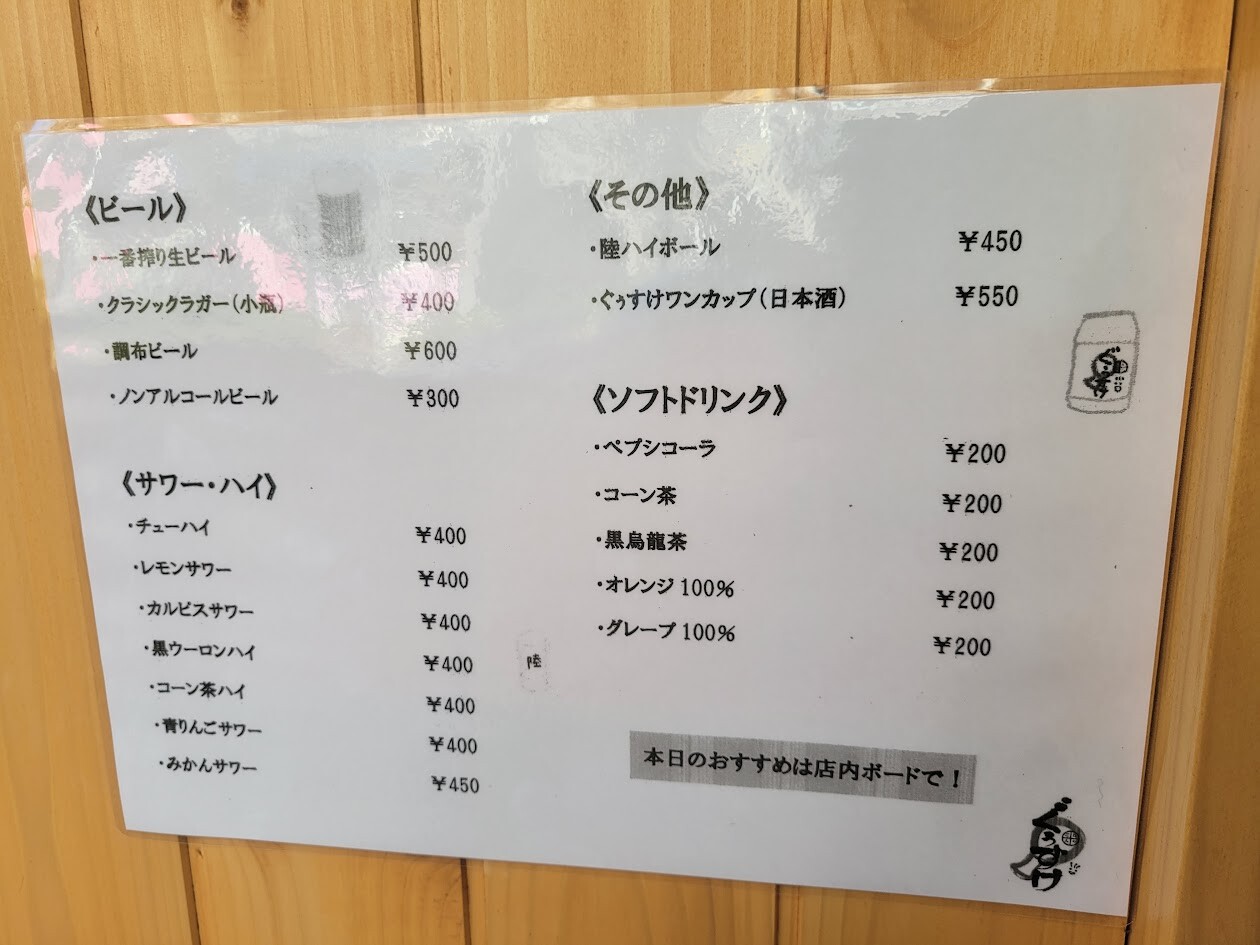 《ビール》
・一番搾り生ビール ￥500
・クラシックラガー（小瓶） ￥400
・調布ビール ￥600
・ノンアルコールビール ￥300
《サワー・ハイ》
・チューハイ ￥400
・レモンサワー ￥400
・カルピスサワー ￥400
・黒ウーロンハイ ￥400
・コーン茶ハイ ￥400
・青りんごサワー ￥400
・みかんサワー ￥450
陸
《その他》
・陸ハイボール ￥450
・ぐぅすけワンカップ（日本酒） ￥550
ぐうすけ
《ソフトドリンク》
・ペプシコーラ ￥200
・コーン茶 ￥200
・黒烏龍茶 ￥200
・オレンジ 100％ ￥200
・グレープ 100％ ￥200
本日のおすすめは店内ボードで！
ぐうすけ